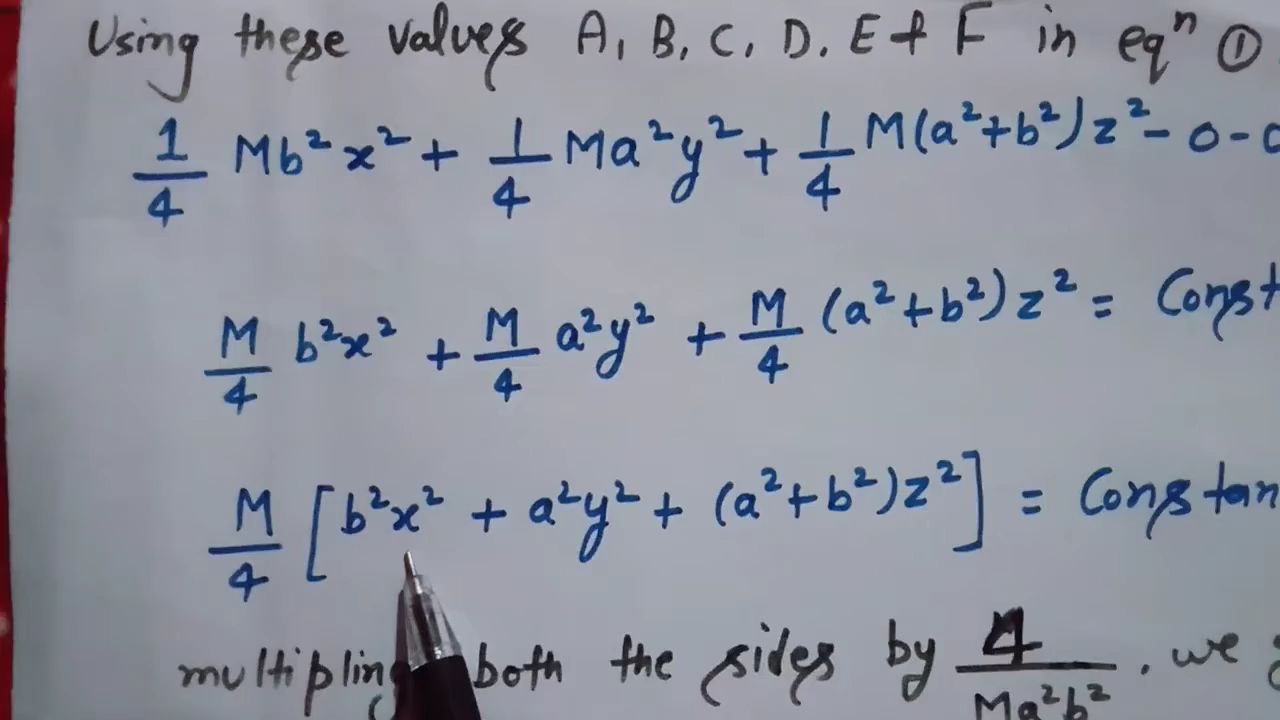 Using these values A, B, C, D, E & F in eqⁿ ①
1/4 Mb²x² + 1/4 Ma²y² + 1/4 M(a²+b²)z² - 0 - 0
M/4 b²x² + M/4 a²y² + M/4 (a²+b²)z² = Const
M/4 [b²x² + a²y² + (a²+b²)z²] = Constan
multipling both the sides by 4/Ma²b². we